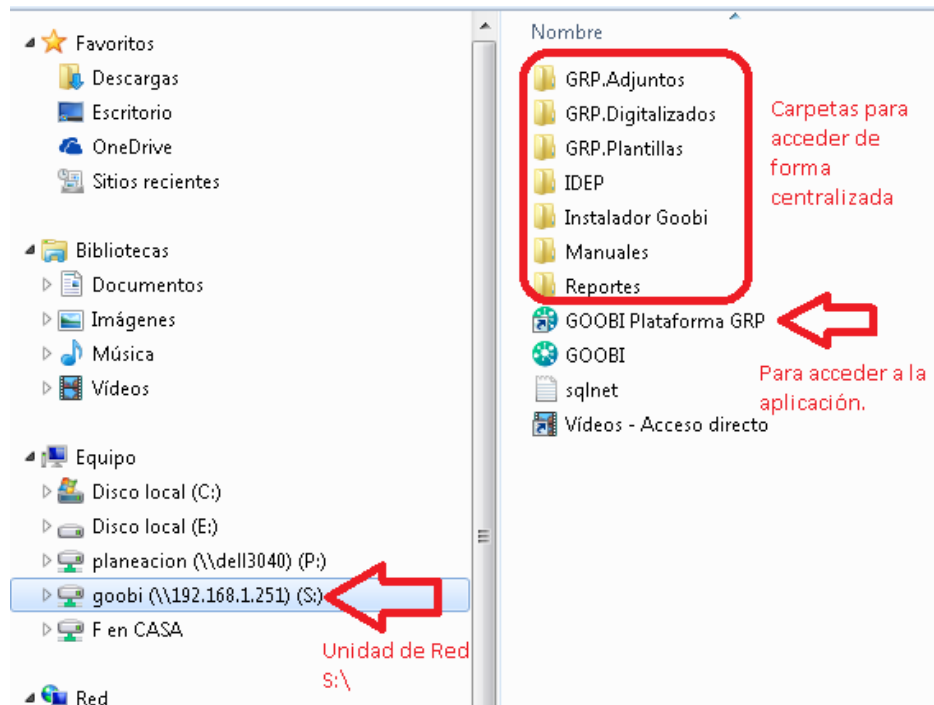 Favoritos
Descargas
Escritorio
OneDrive
Sitios recientes
Bibliotecas
Documentos
Imágenes
Música
Vídeos
Equipo
Disco local (C:)
Disco local (E:)
planeacion (\\dell3040) (P:)
goobi (\\192.168.1.251) (S:)
F en CASA
Unidad de Red
S:\
Red
Nombre
GRP.Adjuntos
GRP.Digitalizados
GRP.Plantillas
IDEP
Instalador Goobi
Manuales
Reportes
GOOBI Plataforma GRP
GOOBI
sqlnet
Vídeos - Acceso directo
Carpetas para
acceder de
forma
centralizada
Para acceder a la
aplicación.